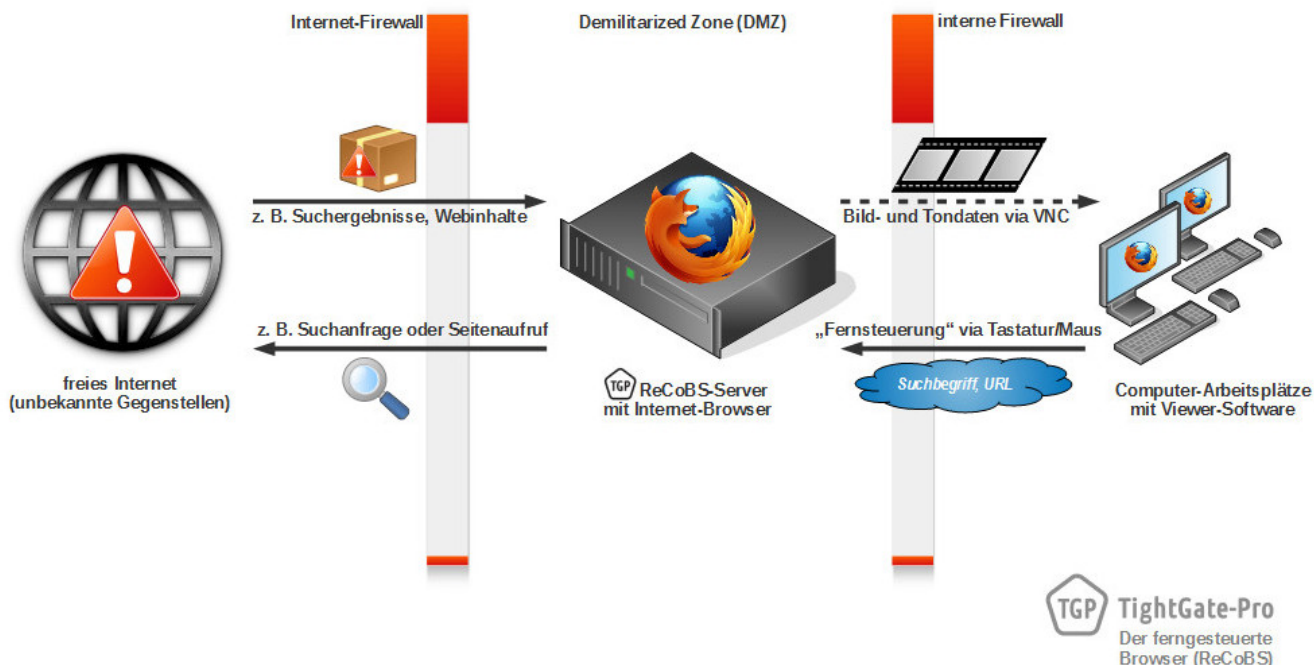 Internet-Firewall
Demilitarized Zone (DMZ)
interne Firewall
z. B. Suchergebnisse, Webinhalte
Bild- und Tondaten via VNC
z. B. Suchanfrage oder Seitenaufruf
„Fernsteuerung“ via Tastatur/Maus
freies Internet
(unbekannte Gegenstellen)
TGP ReCoBS-Server
mit Internet-Browser
Suchbegriff, URL
Computer-Arbeitsplätze
mit Viewer-Software
TGP TightGate-Pro
Der ferngesteuerte
Browser (ReCoBS)